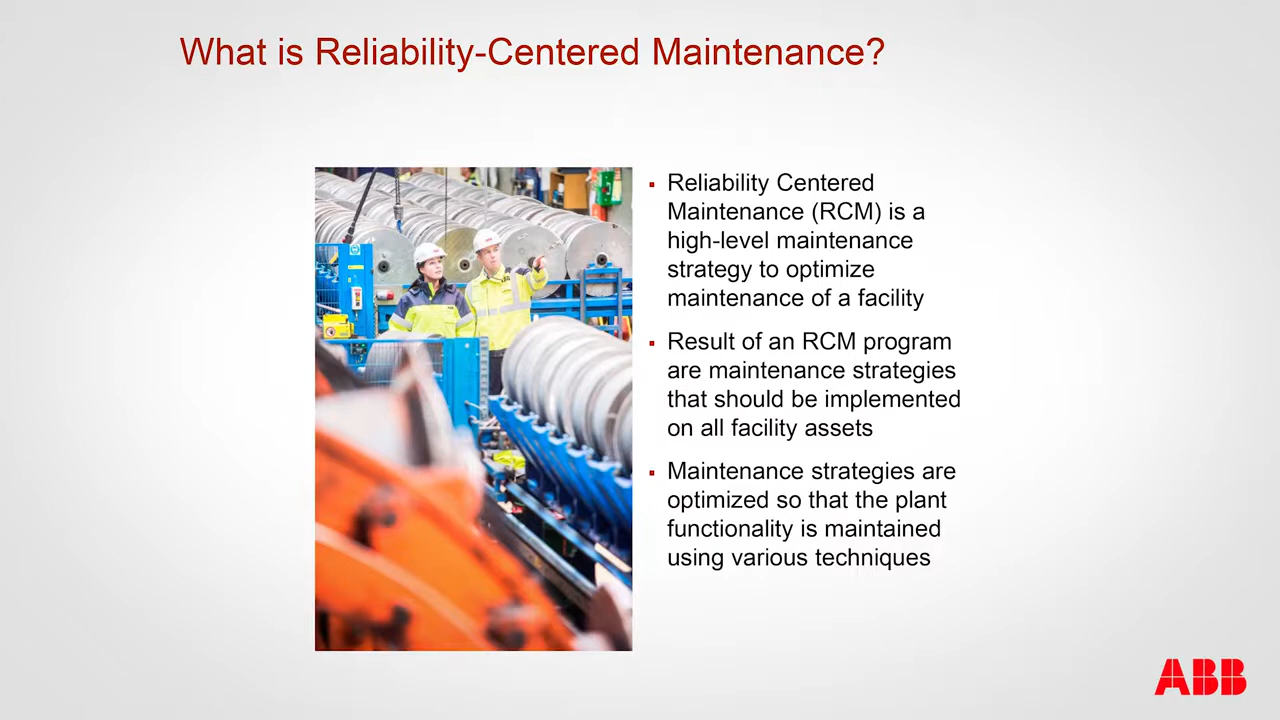 What is Reliability-Centered Maintenance?
Reliability Centered
Maintenance (RCM) is a
high-level maintenance
strategy to optimize
maintenance of a facility
Result of an RCM program
are maintenance strategies
that should be implemented
on all facility assets
Maintenance strategies are
optimized so that the plant
functionality is maintained
using various techniques
ABB